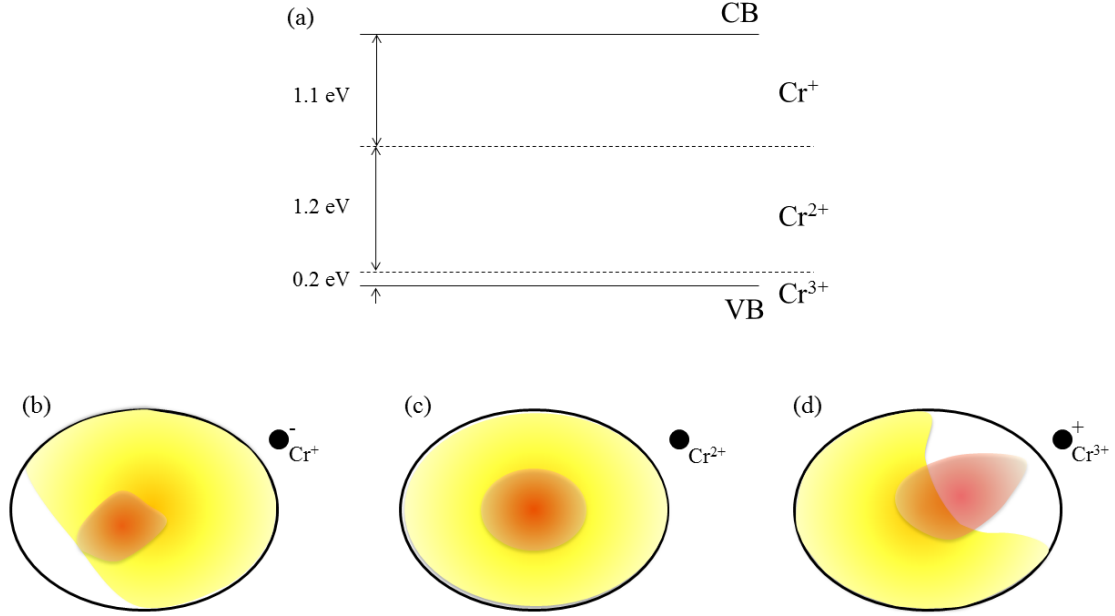 (a)
CB
1.1 eV
Cr⁺
1.2 eV
Cr²⁺
0.2 eV
Cr³⁺
VB
(b)
-
Cr⁺
(c)
Cr²⁺
(d)
+
Cr³⁺